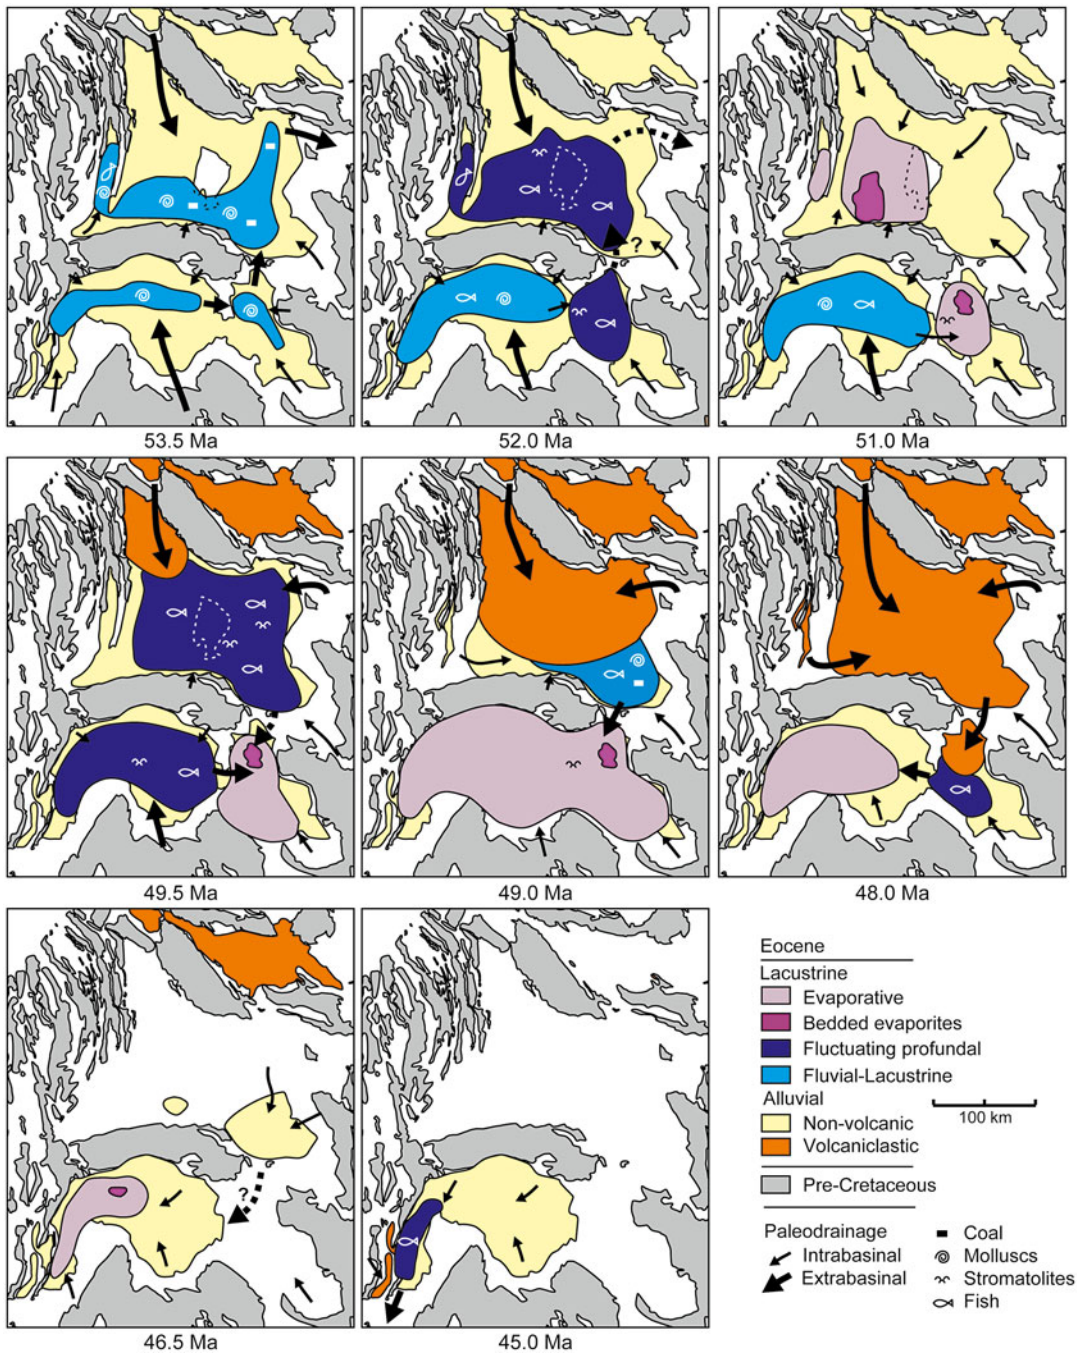 ?
53.5 Ma
52.0 Ma
51.0 Ma
49.5 Ma
49.0 Ma
48.0 Ma
?
46.5 Ma
45.0 Ma
Eocene
Lacustrine
Evaporative
Bedded evaporites
Fluctuating profundal
Fluvial-Lacustrine
Alluvial
Non-volcanic
Volcaniclastic
Pre-Cretaceous
100 km
Paleodrainage
Intrabasinal
Extrabasinal
Coal
Molluscs
Stromatolites
Fish